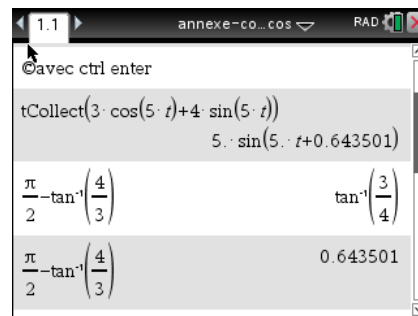 1.1 annexe-co...cos RAD
©avec ctrl enter
tCollect(3·cos(5·t)+4·sin(5·t))
5.·sin(5.·t+0.643501)
π/2−tan⁻¹(4/3) tan⁻¹(3/4)
π/2−tan⁻¹(4/3) 0.643501